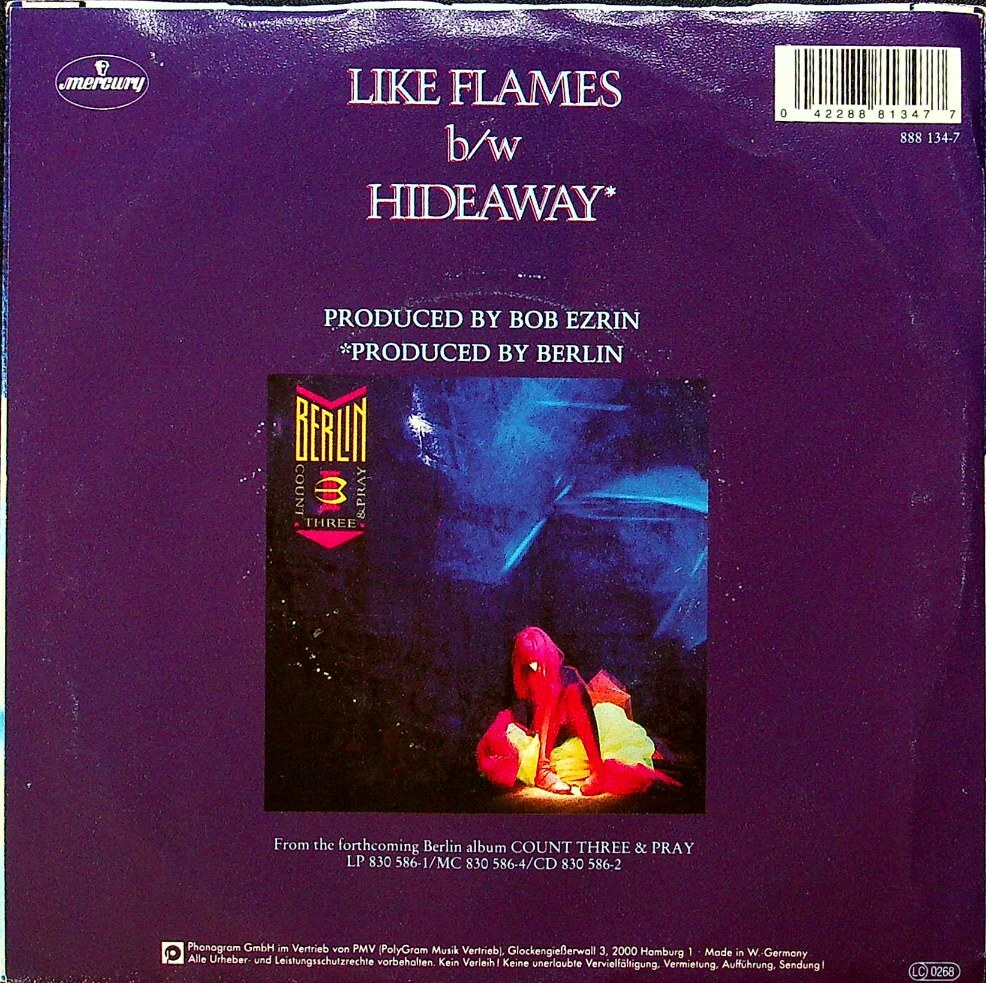 mercury
LIKE FLAMES
b/w
HIDEAWAY*
0 42288 81347 7
888 134-7
PRODUCED BY BOB EZRIN
*PRODUCED BY BERLIN
BERLIN
COUNT
3
& PRAY
THREE
From the forthcoming Berlin album COUNT THREE & PRAY
LP 830 586-1/MC 830 586-4/CD 830 586-2
Phonogram GmbH im Vertrieb von PMV (PolyGram Musik Vertrieb), Glockengießerwall 3, 2000 Hamburg 1 · Made in W.-Germany
Alle Urheber- und Leistungsschutzrechte vorbehalten. Kein Verleih! Keine unerlaubte Vervielfältigung, Vermietung, Aufführung, Sendung!
LC 0268